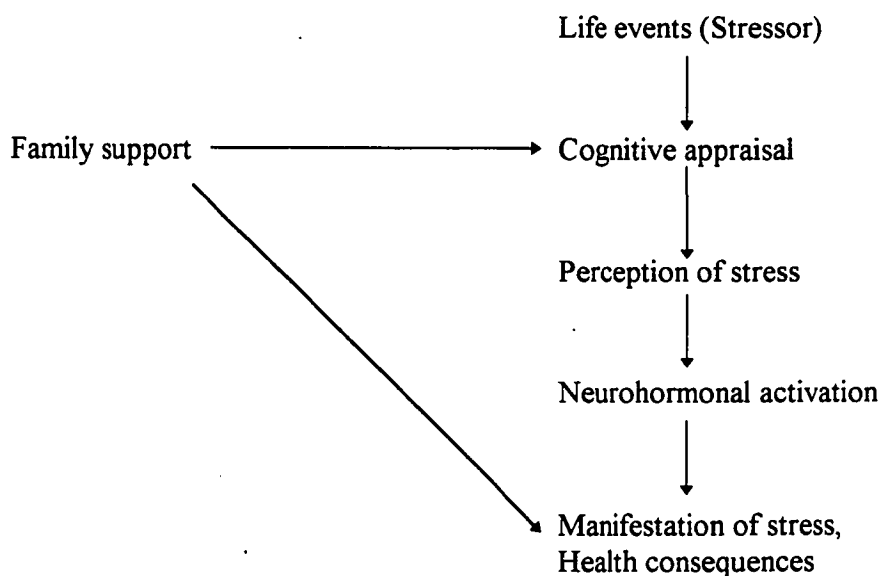 Life events (Stressor)
Family support
Cognitive appraisal
Perception of stress
Neurohormonal activation
Manifestation of stress,
Health consequences